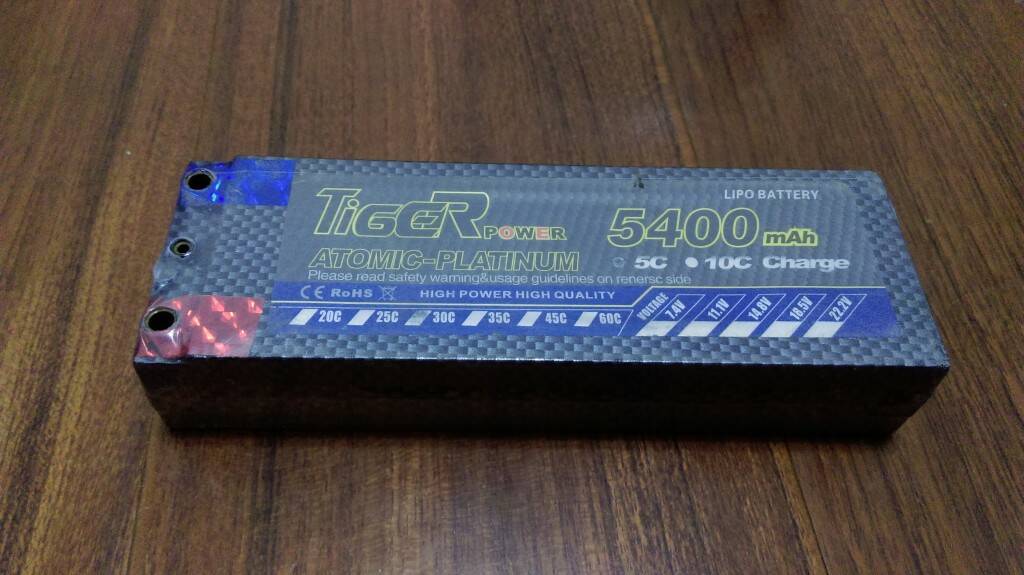 TiGER POWER
LIPO BATTERY
5400 mAh
ATOMIC-PLATINUM
5C 10C Charge
Please read safety warning&usage guidelines on renersc side
CE RoHS HIGH POWER HIGH QUALITY
20C 25C 30C 35C 45C 60C
VOLTAGE 7.4V 11.1V 14.8V 18.5V 22.2V